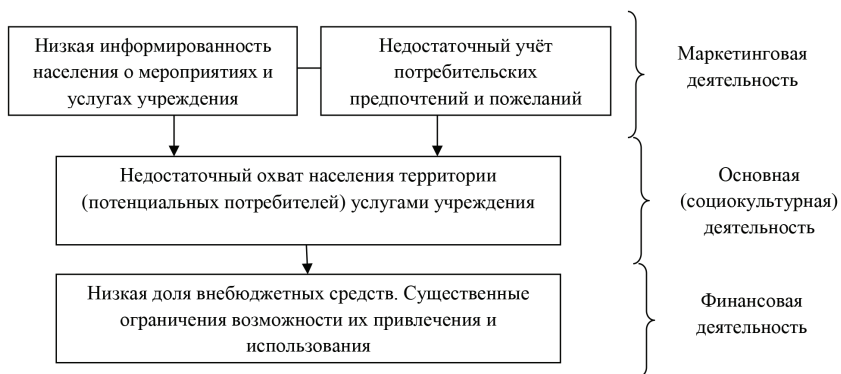 Низкая информированность
населения о мероприятиях и
услугах учреждения
Недостаточный учёт
потребительских
предпочтений и пожеланий
Маркетинговая
деятельность
Недостаточный охват населения территории
(потенциальных потребителей) услугами учреждения
Основная
(социокультурная)
деятельность
Низкая доля внебюджетных средств. Существенные
ограничения возможности их привлечения и
использования
Финансовая
деятельность